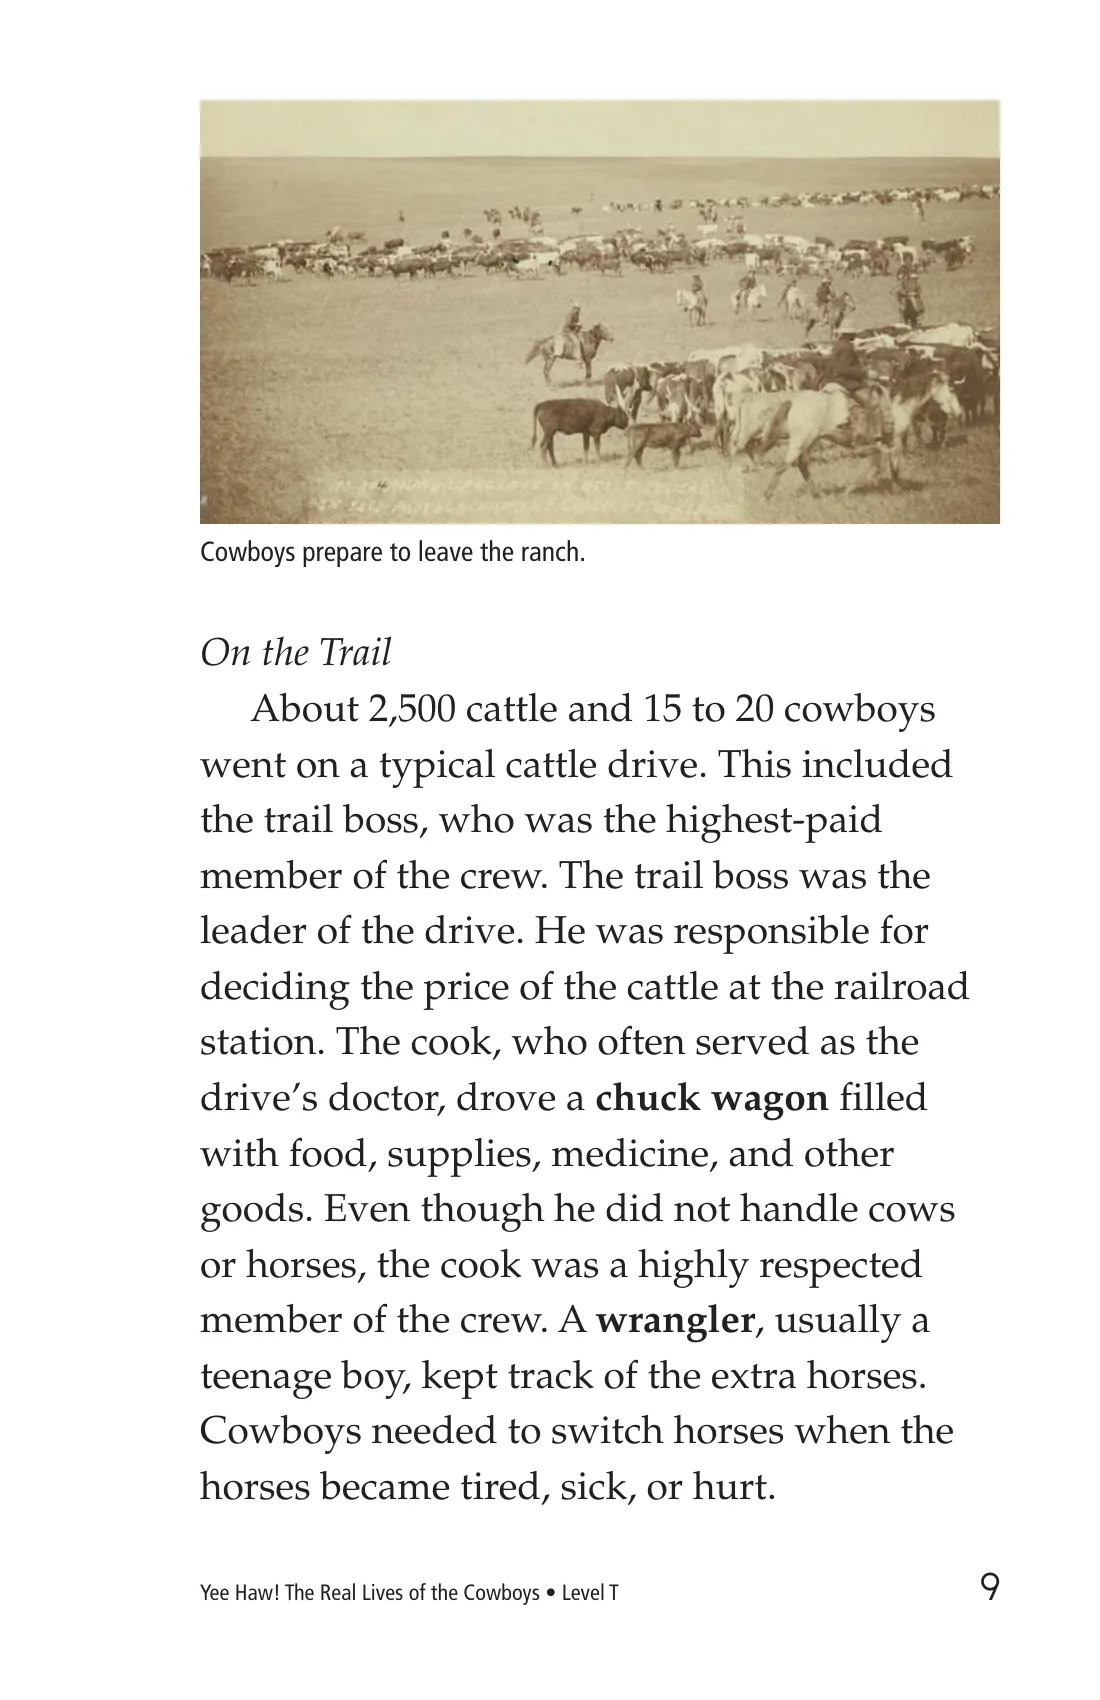 Cowboys prepare to leave the ranch.
On the Trail
About 2,500 cattle and 15 to 20 cowboys
went on a typical cattle drive. This included
the trail boss, who was the highest-paid
member of the crew. The trail boss was the
leader of the drive. He was responsible for
deciding the price of the cattle at the railroad
station. The cook, who often served as the
drive’s doctor, drove a chuck wagon filled
with food, supplies, medicine, and other
goods. Even though he did not handle cows
or horses, the cook was a highly respected
member of the crew. A wrangler, usually a
teenage boy, kept track of the extra horses.
Cowboys needed to switch horses when the
horses became tired, sick, or hurt.
Yee Haw! The Real Lives of the Cowboys • Level T 9